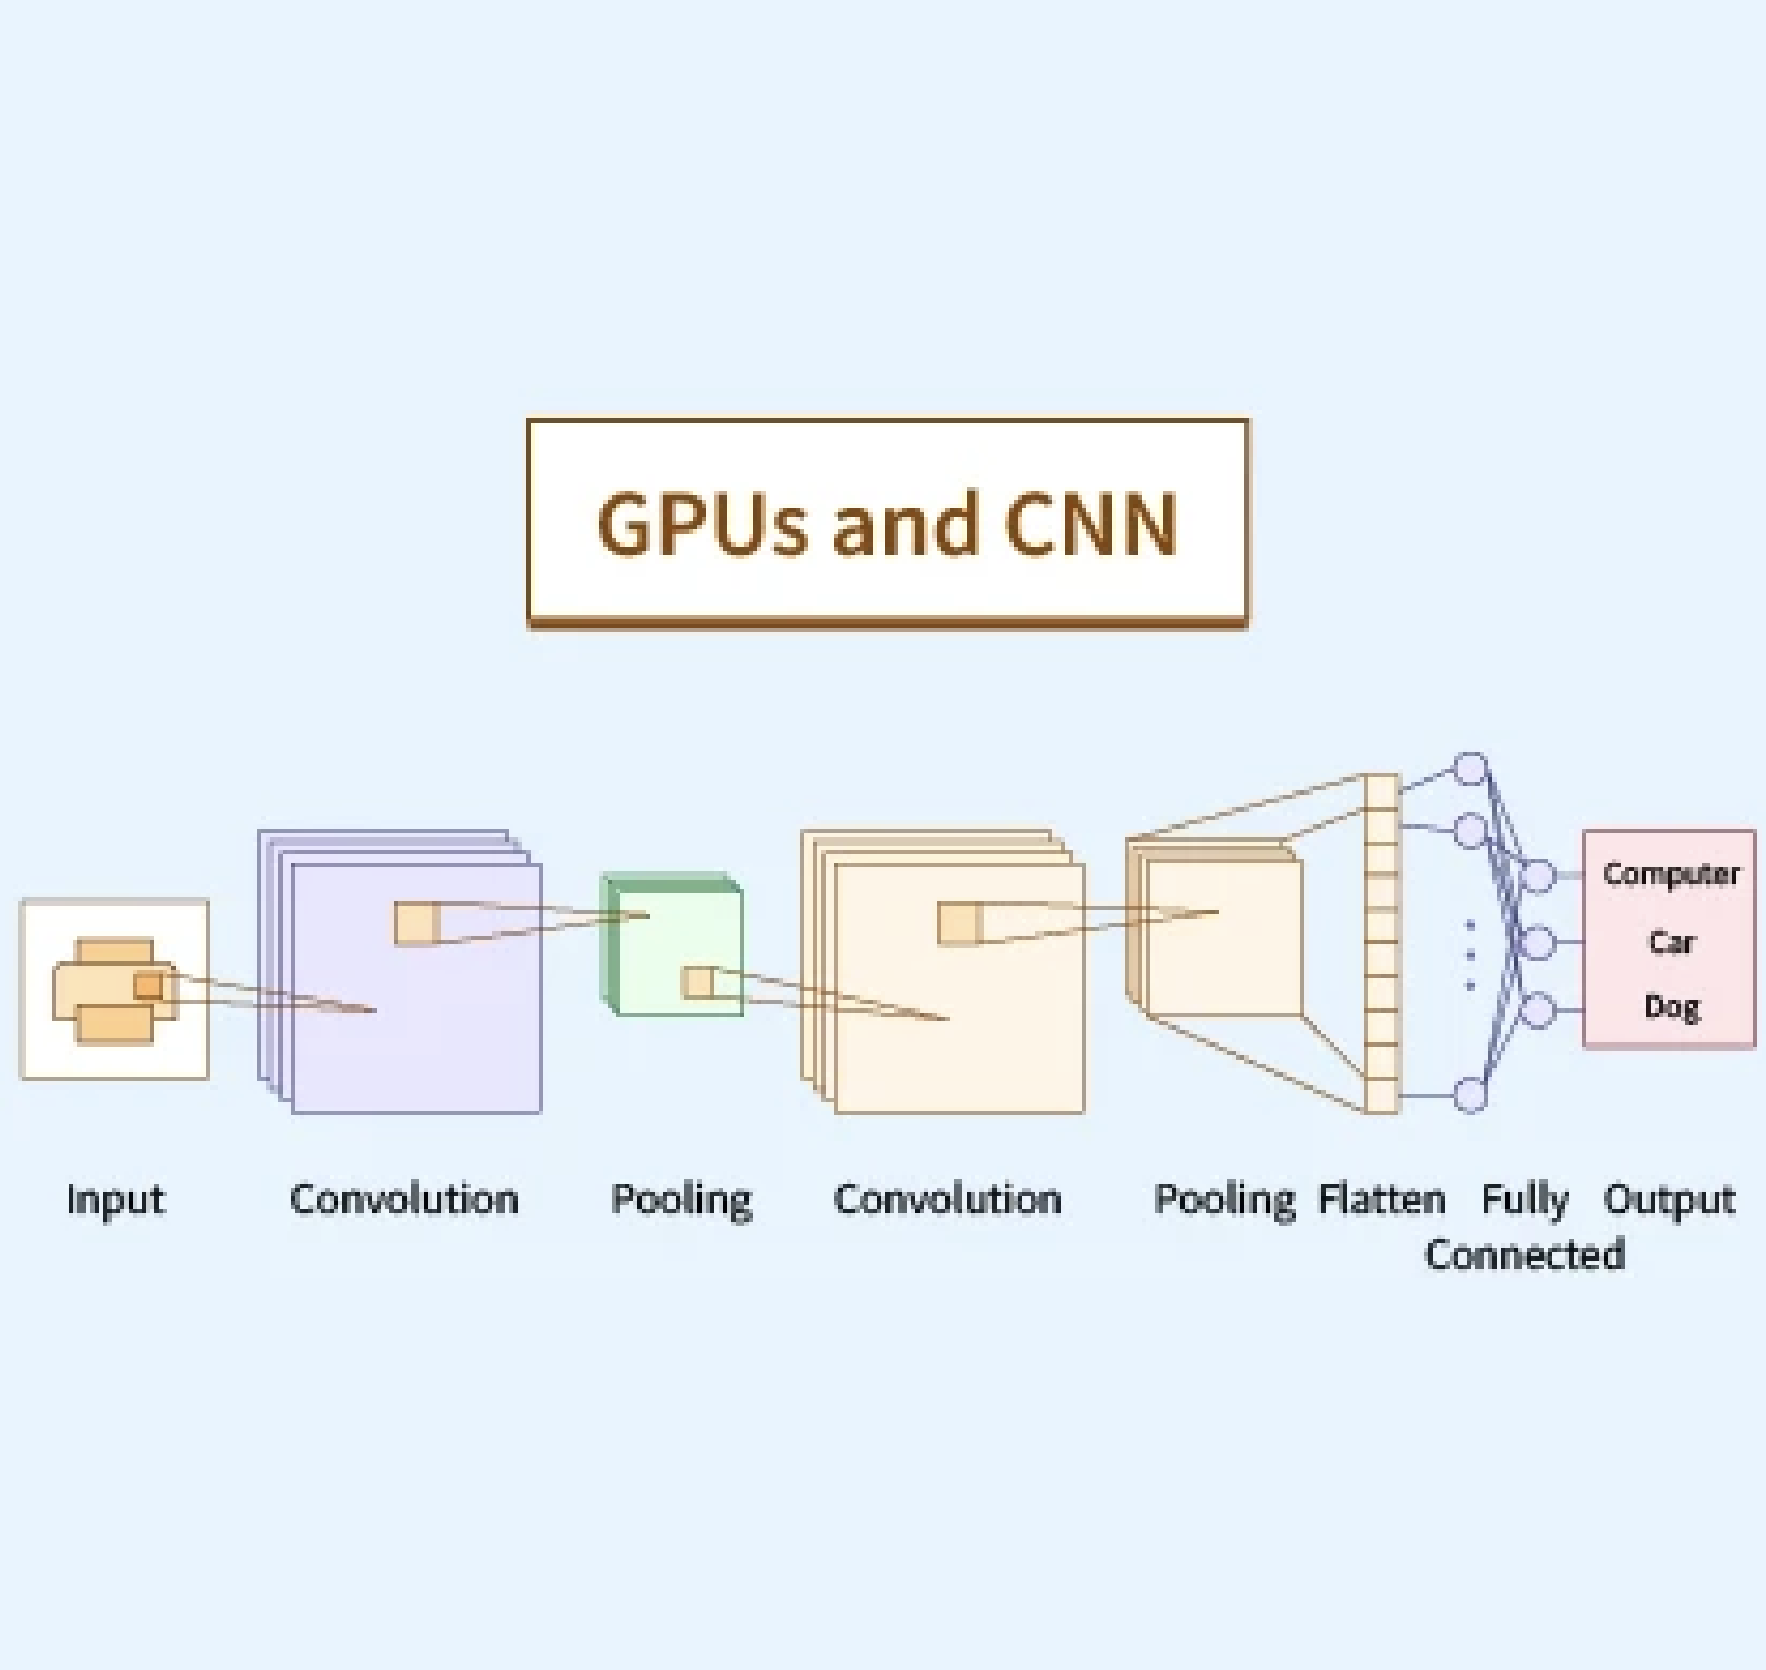 GPUs and CNN
Computer
Car
Dog
Input Convolution Pooling Convolution Pooling Flatten Fully Connected Output